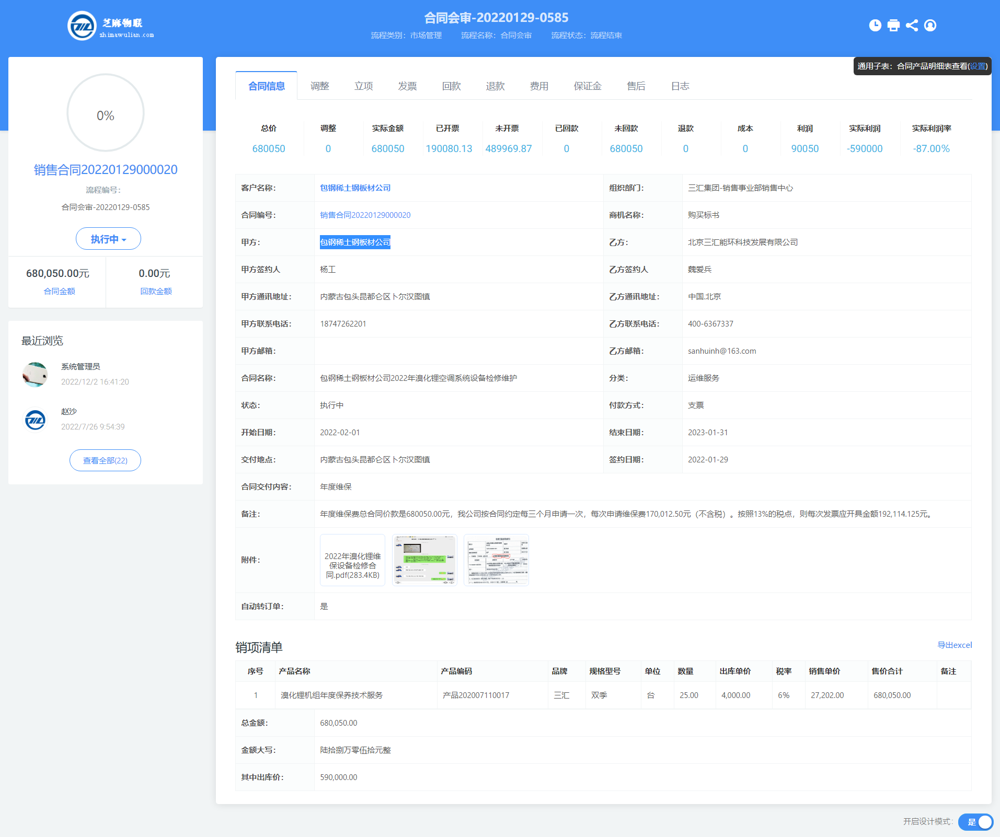 芝麻物联
zhimawulian.com
合同会审-20220129-0585
流程类别：市场管理 流程名称：合同会审 流程状态：流程结束
通用子表：合同产品明细表查看(设置)
0%
销售合同20220129000020
流程编号：
合同会审-20220129-0585
执行中
680,050.00元 0.00元
合同金额 回款金额
最近浏览
系统管理员
2022/12/2 16:41:20
赵沙
2022/7/26 9:54:39
查看全部(22)
合同信息 调整 立项 发票 回款 退款 费用 保证金 售后 日志
总价 调整 实际金额 已开票 未开票 已回款 未回款 退款 成本 利润 实际利润 实际利润率
680050 0 680050 190080.13 489969.87 0 680050 0 0 90050 -590000 -87.00%
客户名称： 包钢稀土钢板材公司 组织部门： 三汇集团-销售事业部销售中心
合同编号： 销售合同20220129000020 商机名称： 购买标书
甲方： 包钢稀土钢板材公司 乙方： 北京三汇能环科技发展有限公司
甲方签约人 杨工 乙方签约人 魏爱兵
甲方通讯地址： 内蒙古包头昆都仑区卜尔汉图镇 乙方通讯地址： 中国.北京
甲方联系电话： 18747262201 乙方联系电话： 400-6367337
甲方邮箱： 乙方邮箱： sanhuinh@163.com
合同名称： 包钢稀土钢板材公司2022年溴化锂空调系统设备检修维护 分类： 运维服务
状态： 执行中 付款方式： 支票
开始日期： 2022-02-01 结束日期： 2023-01-31
交付地点： 内蒙古包头昆都仑区卜尔汉图镇 签约日期： 2022-01-29
合同交付内容： 年度维保
备注： 年度维保费总合同价款是680050.00元，我公司按合同约定每三个月申请一次，每次申请维保费170,012.50元（不含税）。按照13%的税点，则每次发票应开具金额192,114.125元。
附件：
2022年溴化锂维
保设备检修合
同.pdf(283.4KB)
自动转订单： 是
销项清单 导出excel
序号 产品名称 产品编码 品牌 规格型号 单位 数量 出库单价 税率 销售单价 售价合计 备注
1 溴化锂机组年度保养技术服务 产品202007110017 三汇 双季 台 25.00 4,000.00 6% 27,202.00 680,050.00
总金额： 680,050.00
金额大写： 陆拾捌万零伍拾元整
其中出库价： 590,000.00
开启设计模式： 是